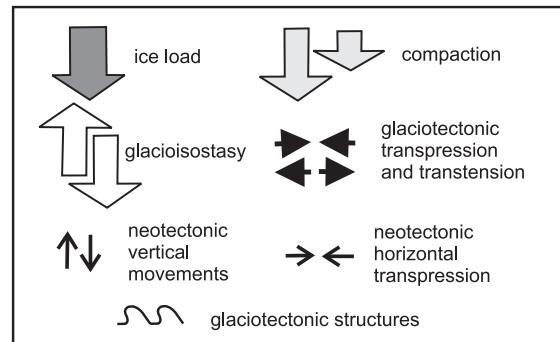 ice load
compaction
glacioisostasy
glaciotectonic
transpression
and transtension
neotectonic
vertical
movements
neotectonic
horizontal
transpression
glaciotectonic structures